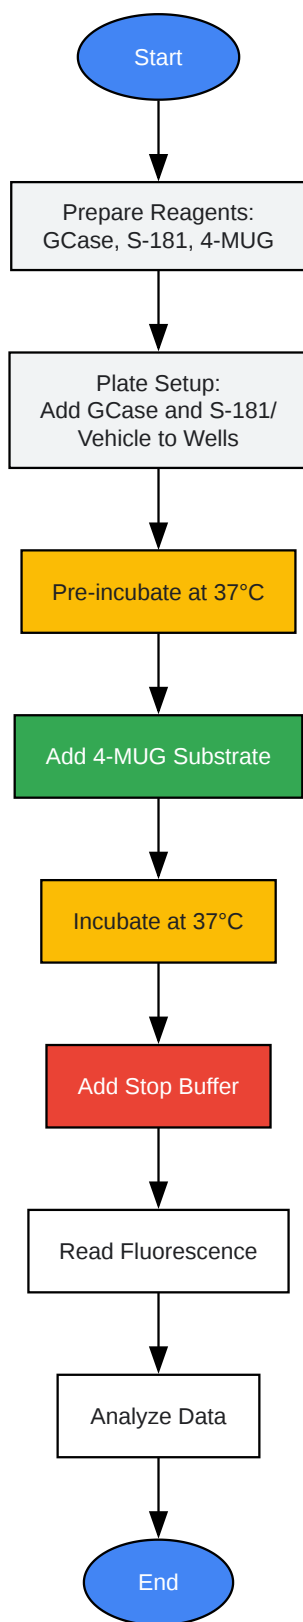 Start
Prepare Reagents:
GCase, S-181, 4-MUG
Plate Setup:
Add GCase and S-181/
Vehicle to Wells
Pre-incubate at 37°C
Add 4-MUG Substrate
Incubate at 37°C
Add Stop Buffer
Read Fluorescence
Analyze Data
End